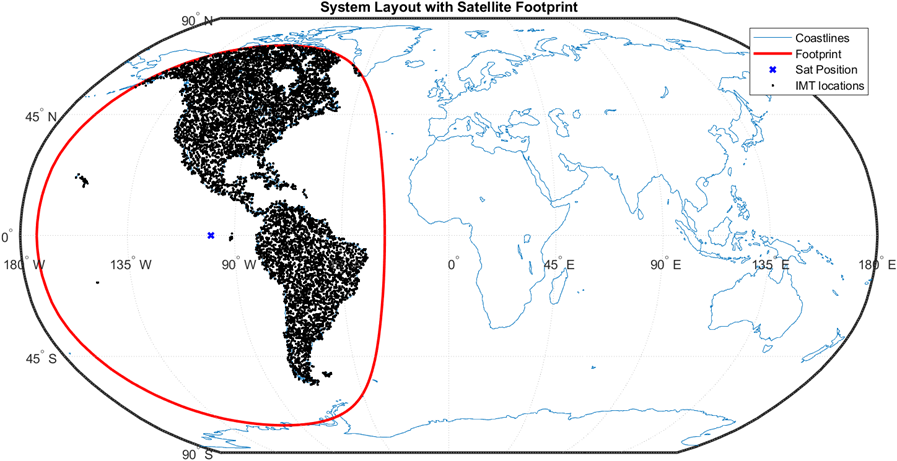 System Layout with Satellite Footprint
90° N
Coastlines
Footprint
Sat Position
IMT locations
45° N
0°
180° W
135° W
90° W
0°
45° E
90° E
135° E
180° E
45° S
90° S